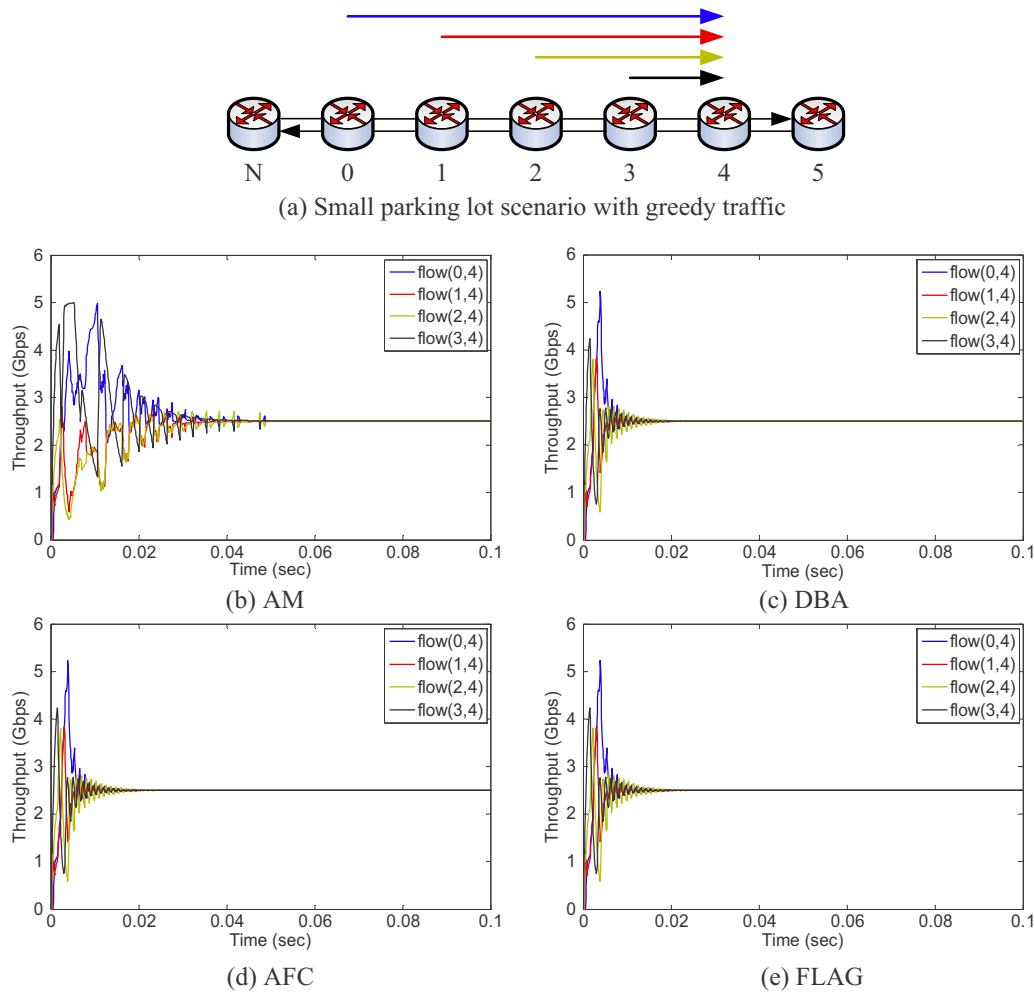 N 0 1 2 3 4 5
(a) Small parking lot scenario with greedy traffic
Throughput (Gbps)
6
5
4
3
2
1
0
0 0.02 0.04 0.06 0.08 0.1
Time (sec)
flow(0,4)
flow(1,4)
flow(2,4)
flow(3,4)
(b) AM
Throughput (Gbps)
6
5
4
3
2
1
0
0 0.02 0.04 0.06 0.08 0.1
Time (sec)
flow(0,4)
flow(1,4)
flow(2,4)
flow(3,4)
(c) DBA
Throughput (Gbps)
6
5
4
3
2
1
0
0 0.02 0.04 0.06 0.08 0.1
Time (sec)
flow(0,4)
flow(1,4)
flow(2,4)
flow(3,4)
(d) AFC
Throughput (Gbps)
6
5
4
3
2
1
0
0 0.02 0.04 0.06 0.08 0.1
Time (sec)
flow(0,4)
flow(1,4)
flow(2,4)
flow(3,4)
(e) FLAG